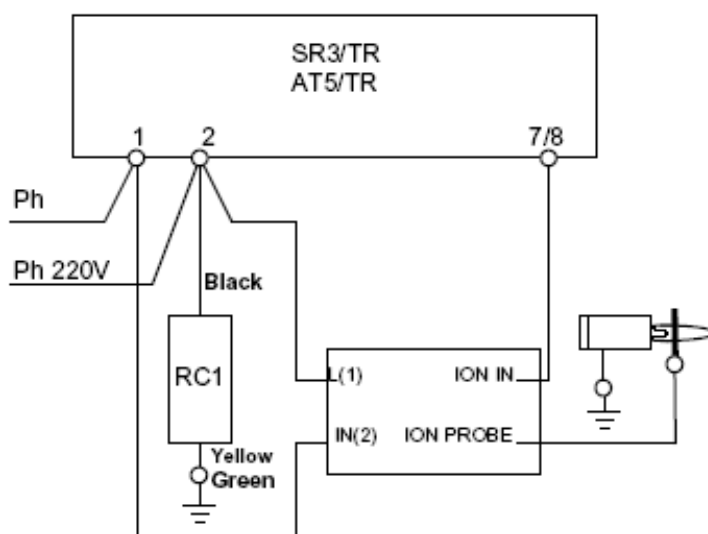 SR3/TR
AT5/TR
1
2
7/8
Ph
Ph 220V
Black
RC1
L(1)
ION IN
IN(2)
ION PROBE
Yellow
Green